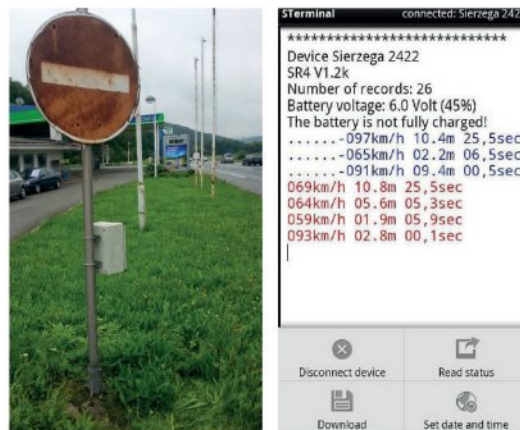 STerminal connected: Sierzega 242
***************************
Device Sierzega 2422
SR4 V1.2k
Number of records: 26
Battery voltage: 6.0 Volt (45%)
The battery is not fully charged!
......-097km/h 10.4m 25,5sec
......-065km/h 02.2m 06,5sec
......-091km/h 09.4m 00,5sec
069km/h 10.8m 25,5sec
064km/h 05.6m 05,3sec
059km/h 01.9m 05,9sec
093km/h 02.8m 00,1sec
Disconnect device Read status
Download Set date and time